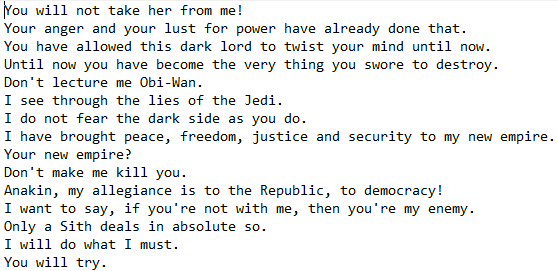 You will not take her from me!
Your anger and your lust for power have already done that.
You have allowed this dark lord to twist your mind until now.
Until now you have become the very thing you swore to destroy.
Don't lecture me Obi-Wan.
I see through the lies of the Jedi.
I do not fear the dark side as you do.
I have brought peace, freedom, justice and security to my new empire.
Your new empire?
Don't make me kill you.
Anakin, my allegiance is to the Republic, to democracy!
I want to say, if you're not with me, then you're my enemy.
Only a Sith deals in absolute so.
I will do what I must.
You will try.